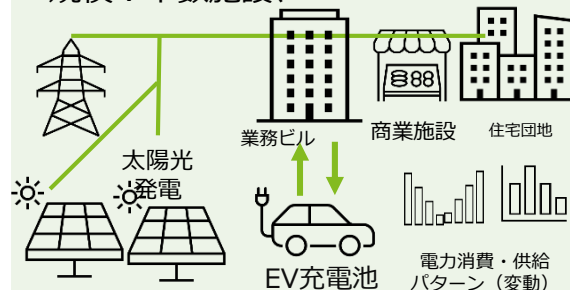 業務ビル
商業施設
住宅団地
太陽光
発電
EV充電池
電力消費・供給
パターン（変動）